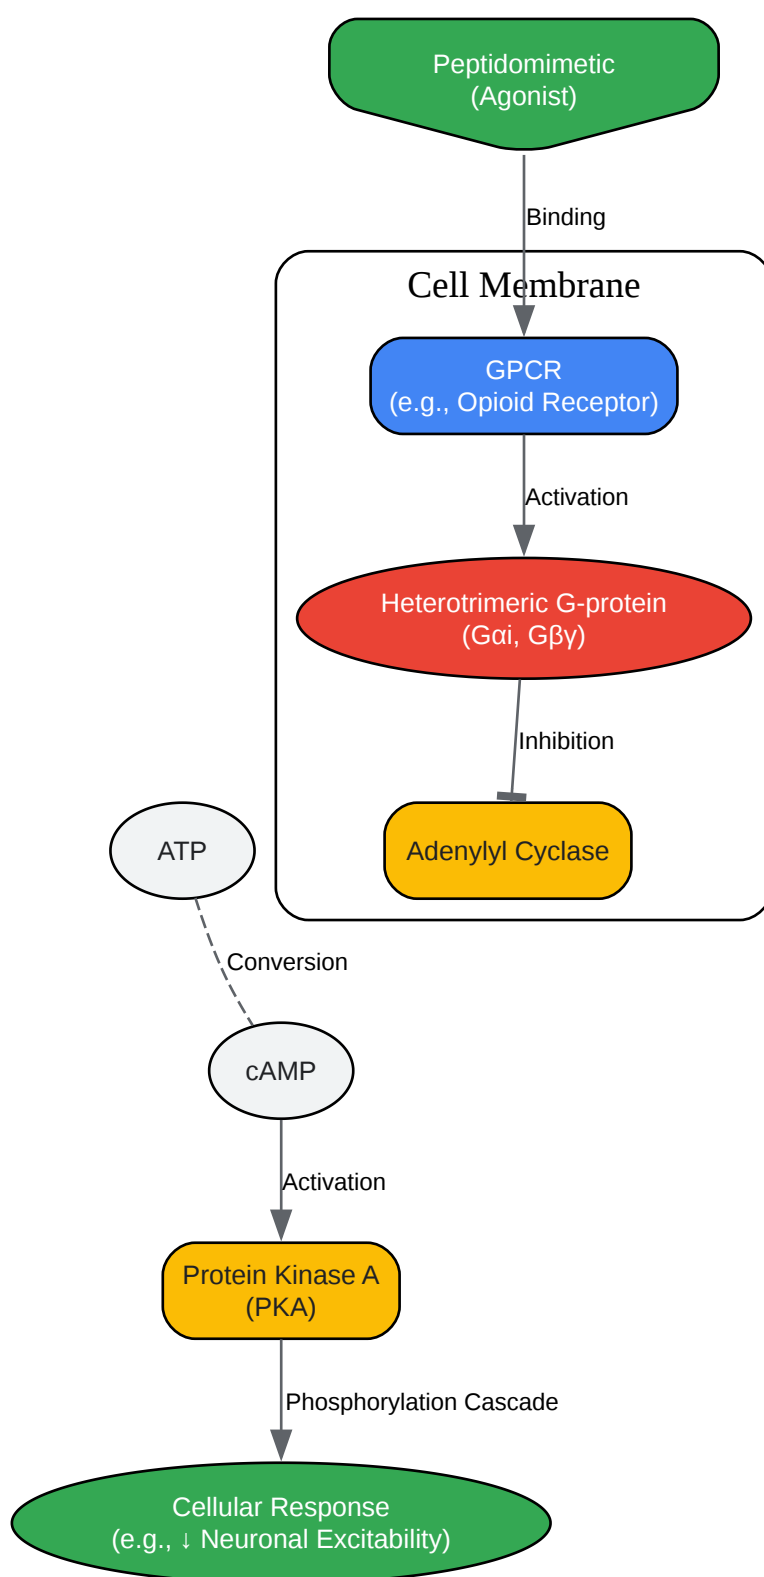 Peptidomimetic
(Agonist)
Binding
Cell Membrane
GPCR
(e.g., Opioid Receptor)
Activation
Heterotrimeric G-protein
(Gαi, Gβγ)
Inhibition
ATP
Adenylyl Cyclase
Conversion
cAMP
Activation
Protein Kinase A
(PKA)
Phosphorylation Cascade
Cellular Response
(e.g., ↓ Neuronal Excitability)